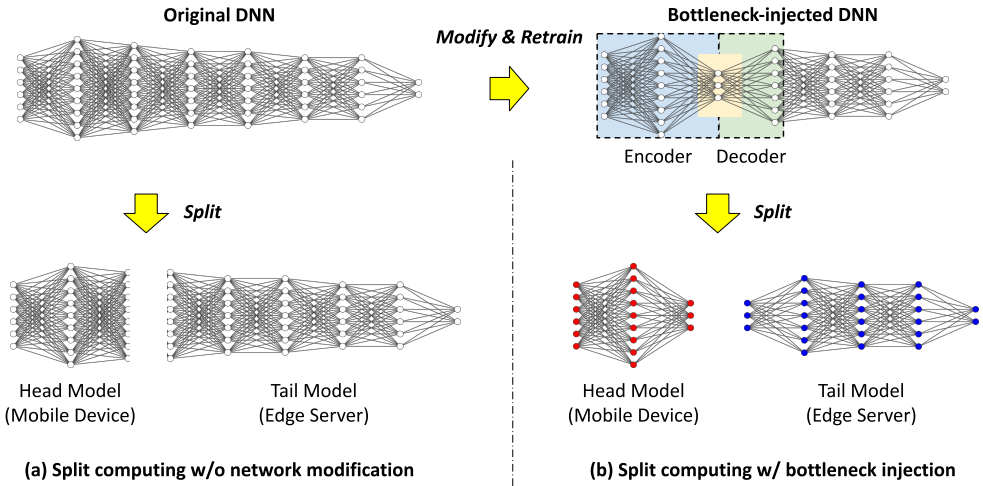 Original DNN
Modify & Retrain
Bottleneck-injected DNN
Encoder
Decoder
Split
Split
Head Model
(Mobile Device)
Tail Model
(Edge Server)
Head Model
(Mobile Device)
Tail Model
(Edge Server)
(a) Split computing w/o network modification
(b) Split computing w/ bottleneck injection